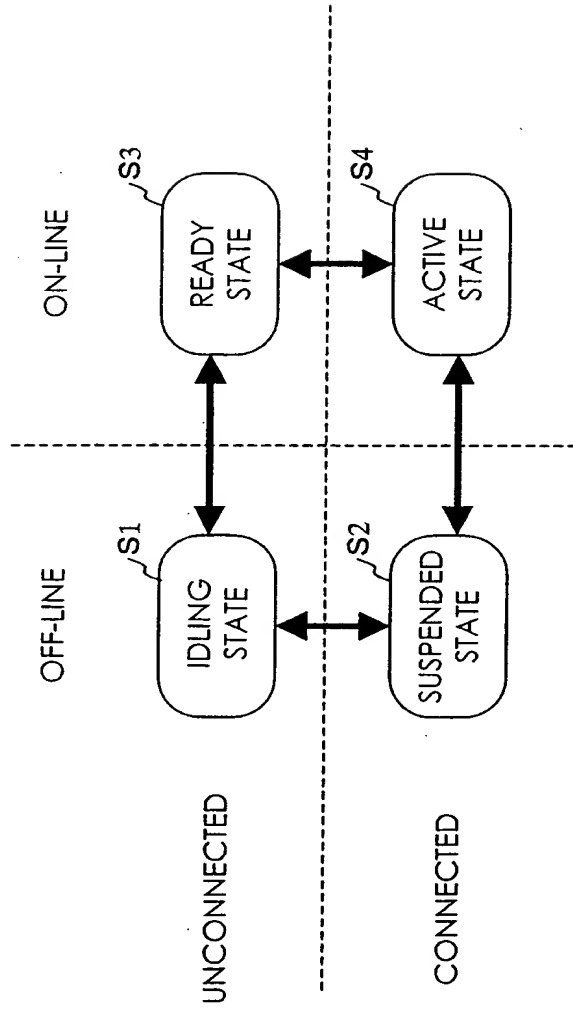 OFF-LINE
ON-LINE
UNCONNECTED
S1
IDLING
STATE
S3
READY
STATE
CONNECTED
S2
SUSPENDED
STATE
S4
ACTIVE
STATE